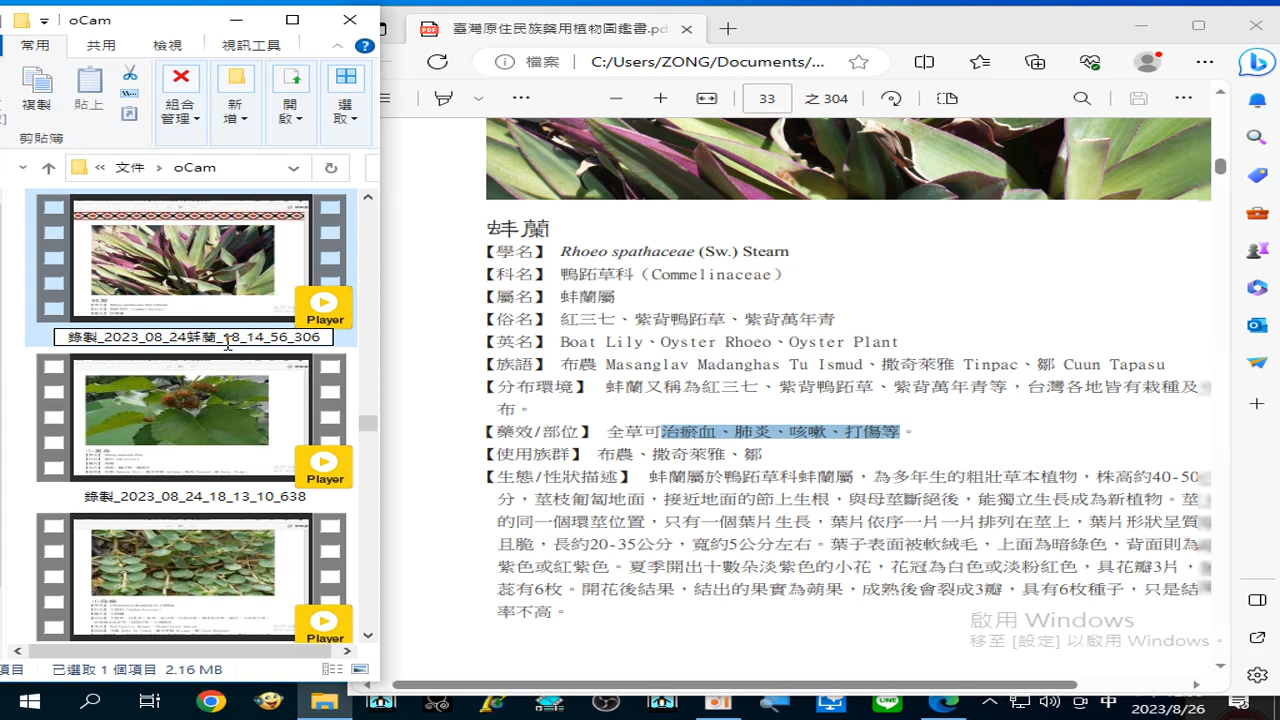 oCam
常用
共用
檢視
視訊工具
複製
貼上
組合
管理
新
增
開
啟
選
取
剪貼簿
« 文件 > oCam
Player
錄製_2023_08_24蚌蘭_18_14_56_306
Player
錄製_2023_08_24_18_13_10_638
Player
項目
已選取 1 個項目 2.16 MB
PDF
臺灣原住民族藥用植物圖鑑書.pd
檔案
C:/Users/ZONG/Documents/...
33
之 304
蚌蘭
【學名】 Rhoeo spathaceae (Sw.) Stearn
【科名】 鴨跖草科（Commelinaceae）
【屬名】 蚌蘭屬
【俗名】 紅三七、紫背鴨跖草、紫背萬年青
【英名】 Boat Lily、Oyster Rhoeo、Oyster Plant
【族語】 布農 Masanglav Madanghas Tu Ismud、撒奇萊雅 Tinpac、鄒 Cuun Tapasu
【分布環境】 蚌蘭又稱為紅三七、紫背鴨跖草、紫背萬年青等，台灣各地皆有栽種及
布。
【藥效/部位】 全草可治瘀血、肺炎、咳嗽、打傷等。
【使用族群】 布農、撒奇萊雅、鄒
【生態/性狀描述】 蚌蘭屬於鴨跖草科蚌蘭屬，為多年生的粗壯草本植物，株高約40-50
分，莖枝匍匐地面，接近地面的節上生根，與母莖斷絕後，能獨立生長成為新植物。莖
的同一個環莖位置，只有一個葉片生長，葉片依序一片一片排列在莖上，葉片形狀呈質
且脆，長約20-35公分，寬約5公分左右。葉子表面被軟絨毛，上面為暗綠色，背面則為
紫色或紅紫色。夏季開出十數朵淡紫色的小花，花冠為白色或淡粉紅色，具花瓣3片，
蕊有6枚。開花後結果，結出的果實為蒴果，成熟後會裂成3瓣，具有6枚種子，只是結
率不高。
啟用 Windows
移至 [設定] 以啟用 Windows。
中
2023/8/26